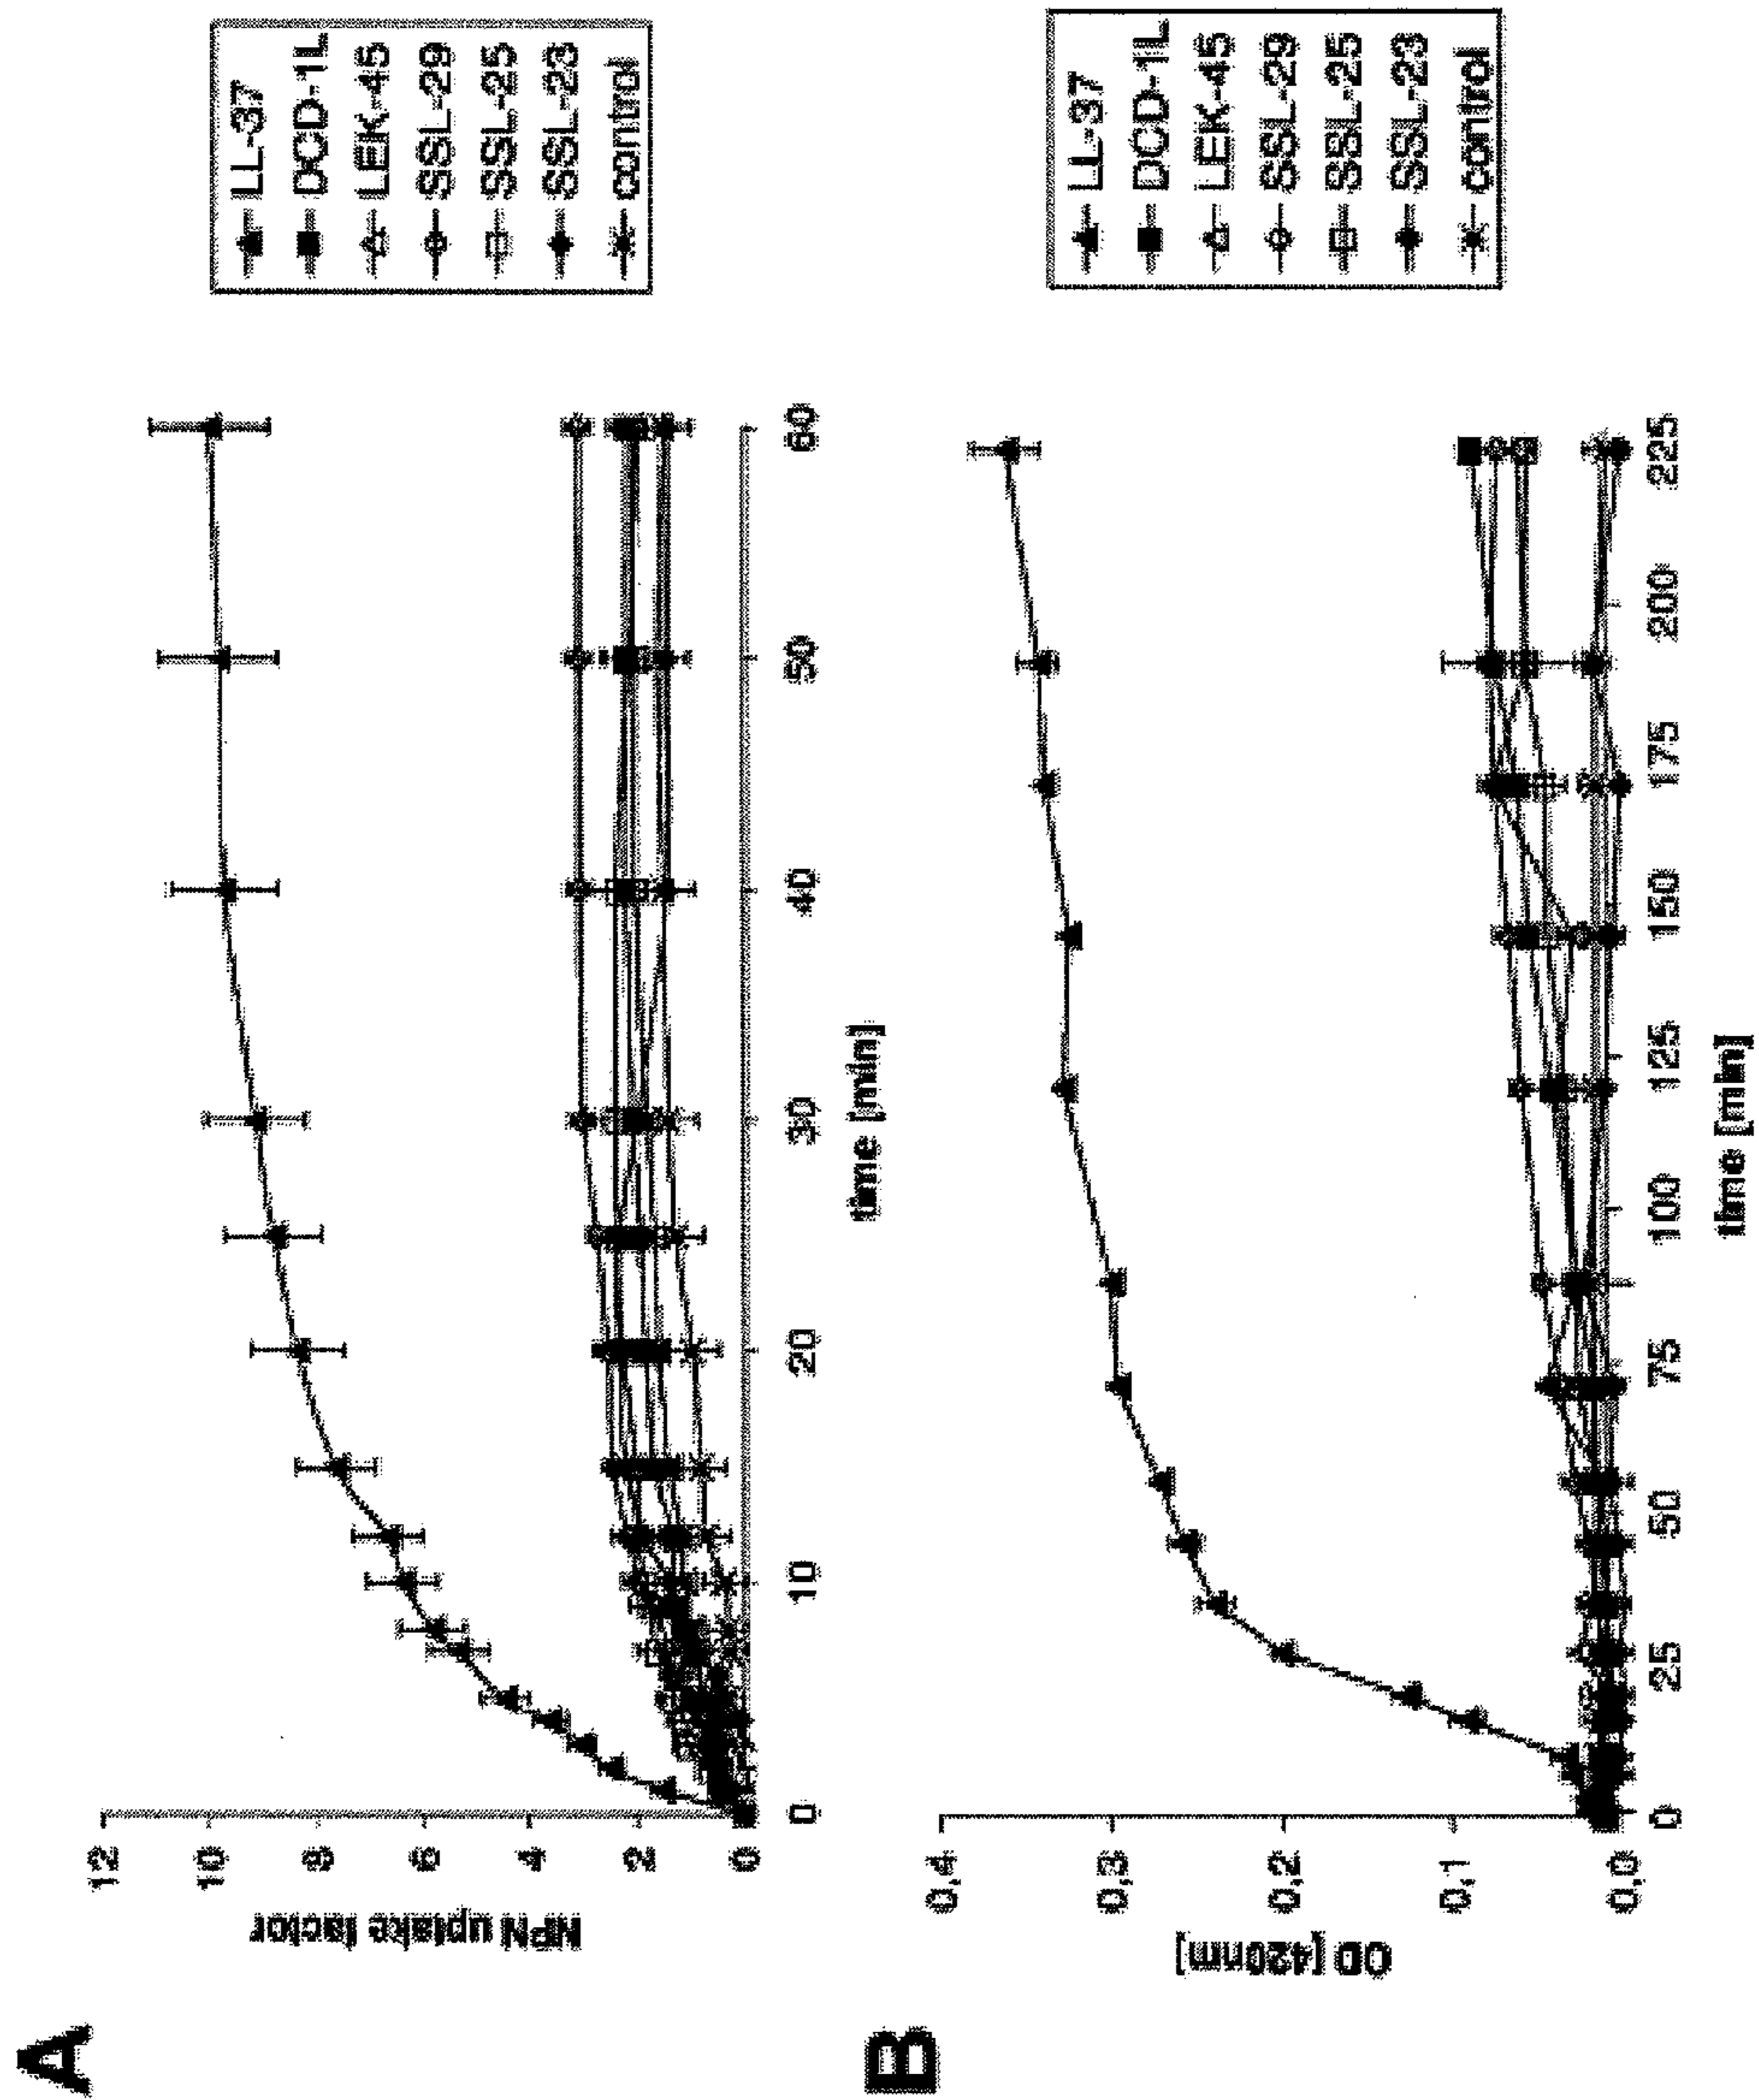 A
NPN uptake factor
12
10
8
6
4
2
0
0 10 20 30 40 50 60
time [min]
LL-37
DCD-1L
LEK-45
SSL-29
SSL-25
SSL-23
control
B
OD [420nm]
0,4
0,3
0,2
0,1
0,0
0 25 50 75 100 125 150 175 200 225
time [min]
LL-37
DCD-1L
LEK-45
SSL-29
SSL-25
SSL-23
control